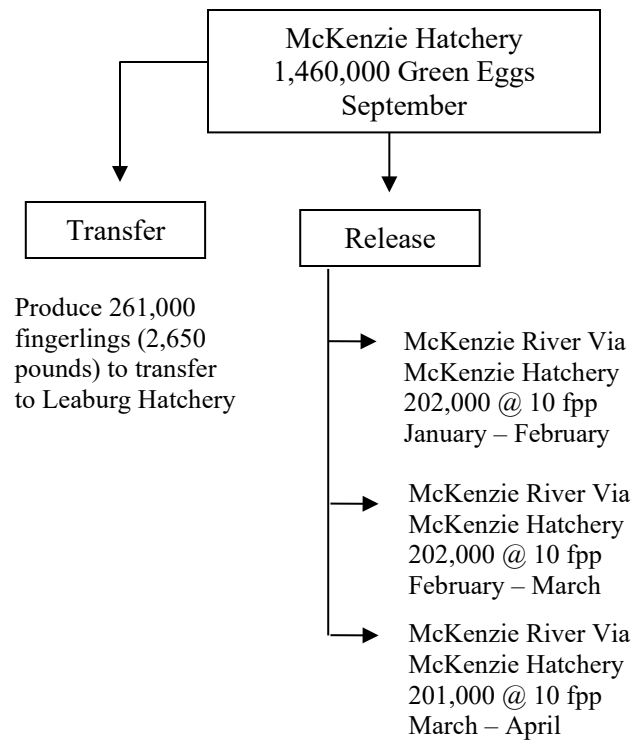 McKenzie Hatchery
1,460,000 Green Eggs
September
Transfer
Release
Produce 261,000
fingerlings (2,650
pounds) to transfer
to Leaburg Hatchery
McKenzie River Via
McKenzie Hatchery
202,000 @ 10 fpp
January – February
McKenzie River Via
McKenzie Hatchery
202,000 @ 10 fpp
February – March
McKenzie River Via
McKenzie Hatchery
201,000 @ 10 fpp
March – April